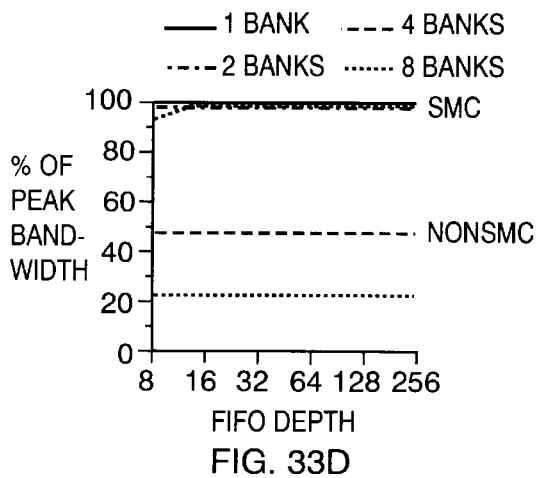 1 BANK 4 BANKS
2 BANKS 8 BANKS
100
80
60
40
20
0
% OF
PEAK
BAND-
WIDTH
SMC
NONSMC
8 16 32 64 128 256
FIFO DEPTH
FIG. 33D